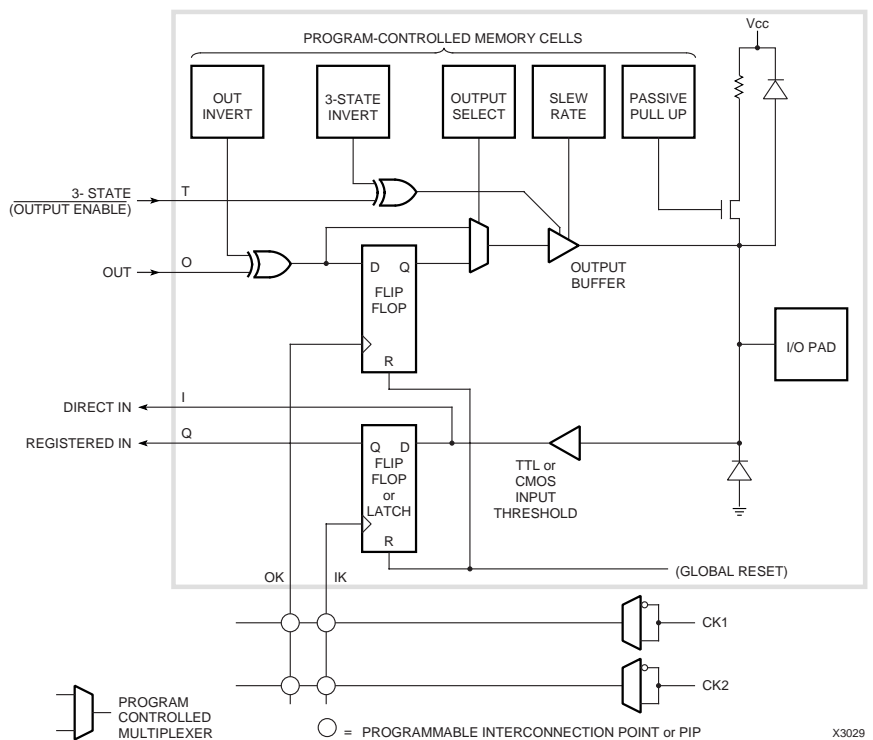 Vcc
PROGRAM-CONTROLLED MEMORY CELLS
OUT
INVERT
3-STATE
INVERT
OUTPUT
SELECT
SLEW
RATE
PASSIVE
PULL UP
3- STATE
(OUTPUT ENABLE)
T
OUT
O
D Q
FLIP
FLOP
R
OUTPUT
BUFFER
I/O PAD
DIRECT IN
I
REGISTERED IN
Q
Q D
FLIP
FLOP
or
LATCH
R
TTL or
CMOS
INPUT
THRESHOLD
OK
IK
(GLOBAL RESET)
CK1
CK2
PROGRAM
CONTROLLED
MULTIPLEXER
= PROGRAMMABLE INTERCONNECTION POINT or PIP
X3029